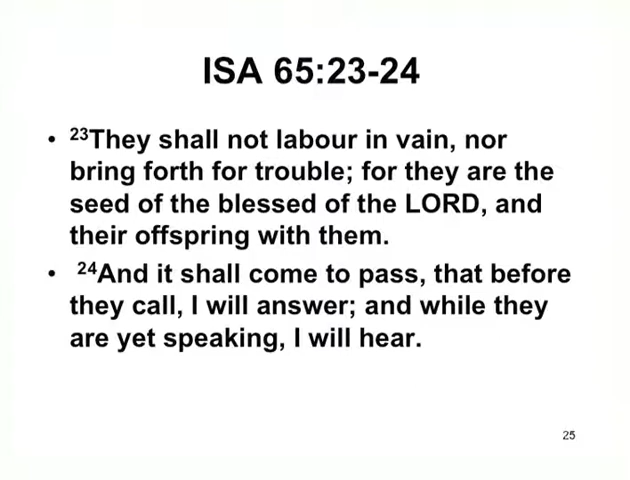 ISA 65:23-24
• 23They shall not labour in vain, nor
bring forth for trouble; for they are the
seed of the blessed of the LORD, and
their offspring with them.
• 24And it shall come to pass, that before
they call, I will answer; and while they
are yet speaking, I will hear.
25